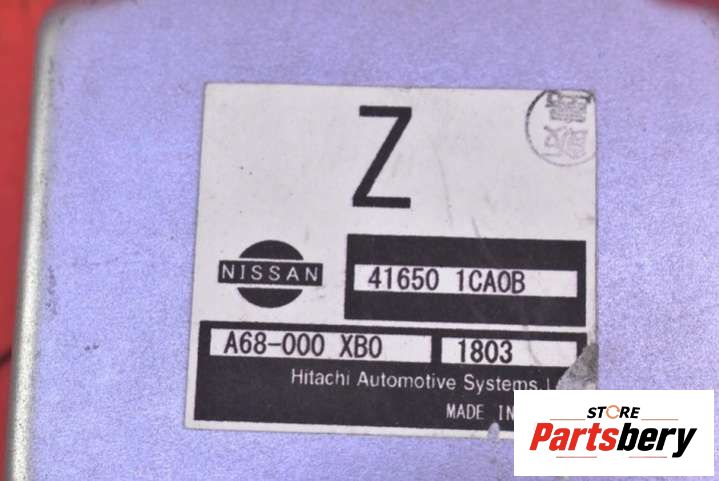 Z
NISSAN
41650 1CA0B
A68-000 XB0 1803
Hitachi Automotive Systems, L
MADE IN
STORE
Partsbery